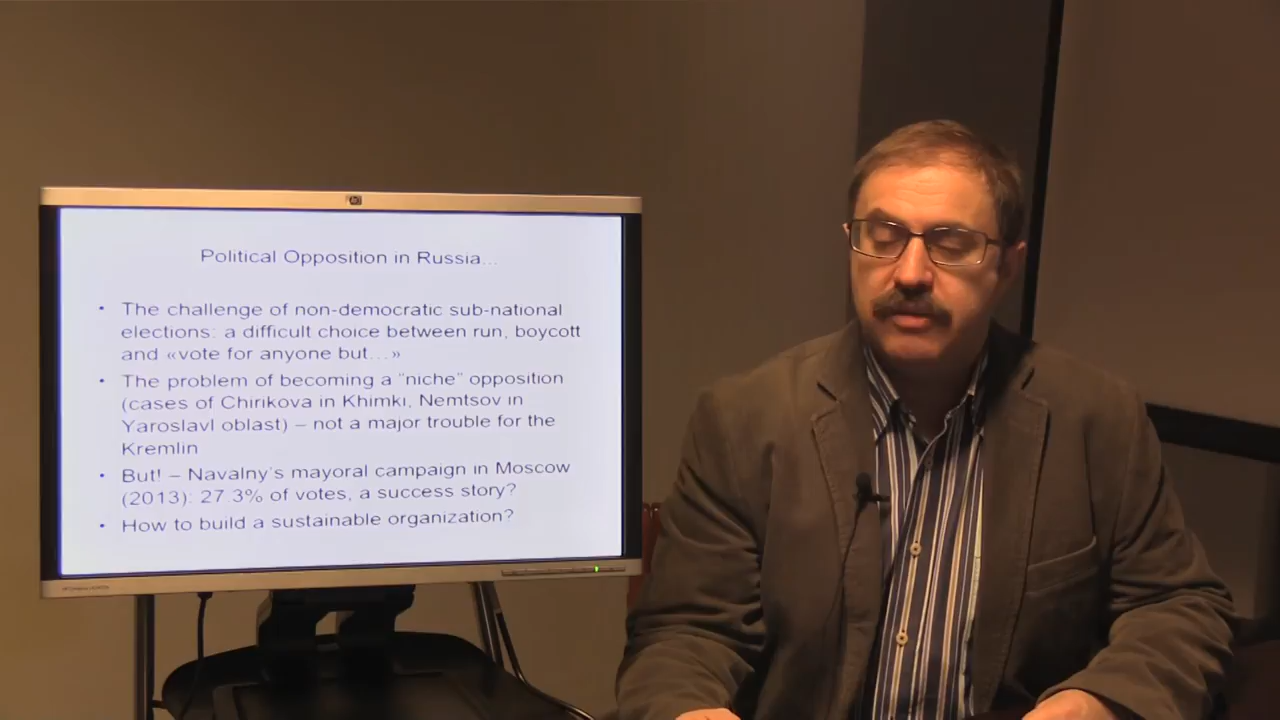 Political Opposition in Russia...
• The challenge of non-democratic sub-national
elections: a difficult choice between run, boycott
and «vote for anyone but...»
• The problem of becoming a “niche” opposition
(cases of Chirikova in Khimki, Nemtsov in
Yaroslavl oblast) – not a major trouble for the
Kremlin
• But! – Navalny’s mayoral campaign in Moscow
(2013): 27.3% of votes, a success story?
• How to build a sustainable organization?